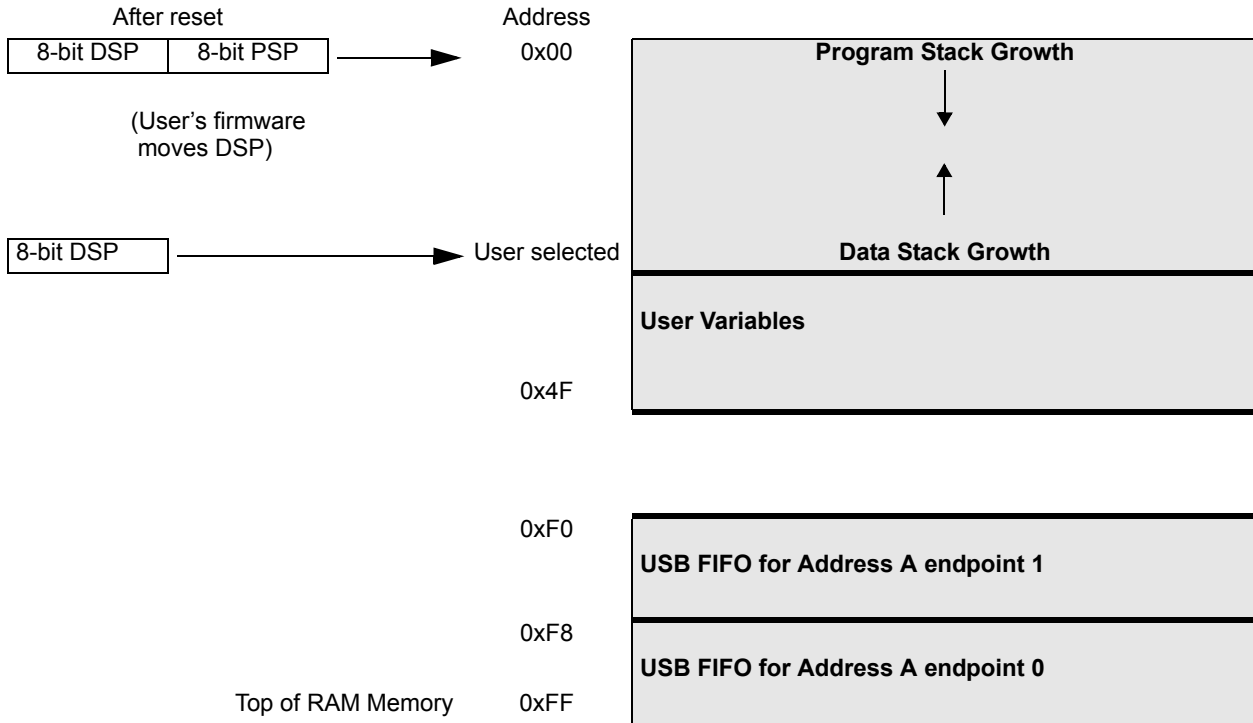 After reset Address
8-bit DSP 8-bit PSP 0x00 Program Stack Growth
(User's firmware
moves DSP)
8-bit DSP User selected Data Stack Growth
User Variables
0x4F
0xF0
USB FIFO for Address A endpoint 1
0xF8
USB FIFO for Address A endpoint 0
Top of RAM Memory 0xFF